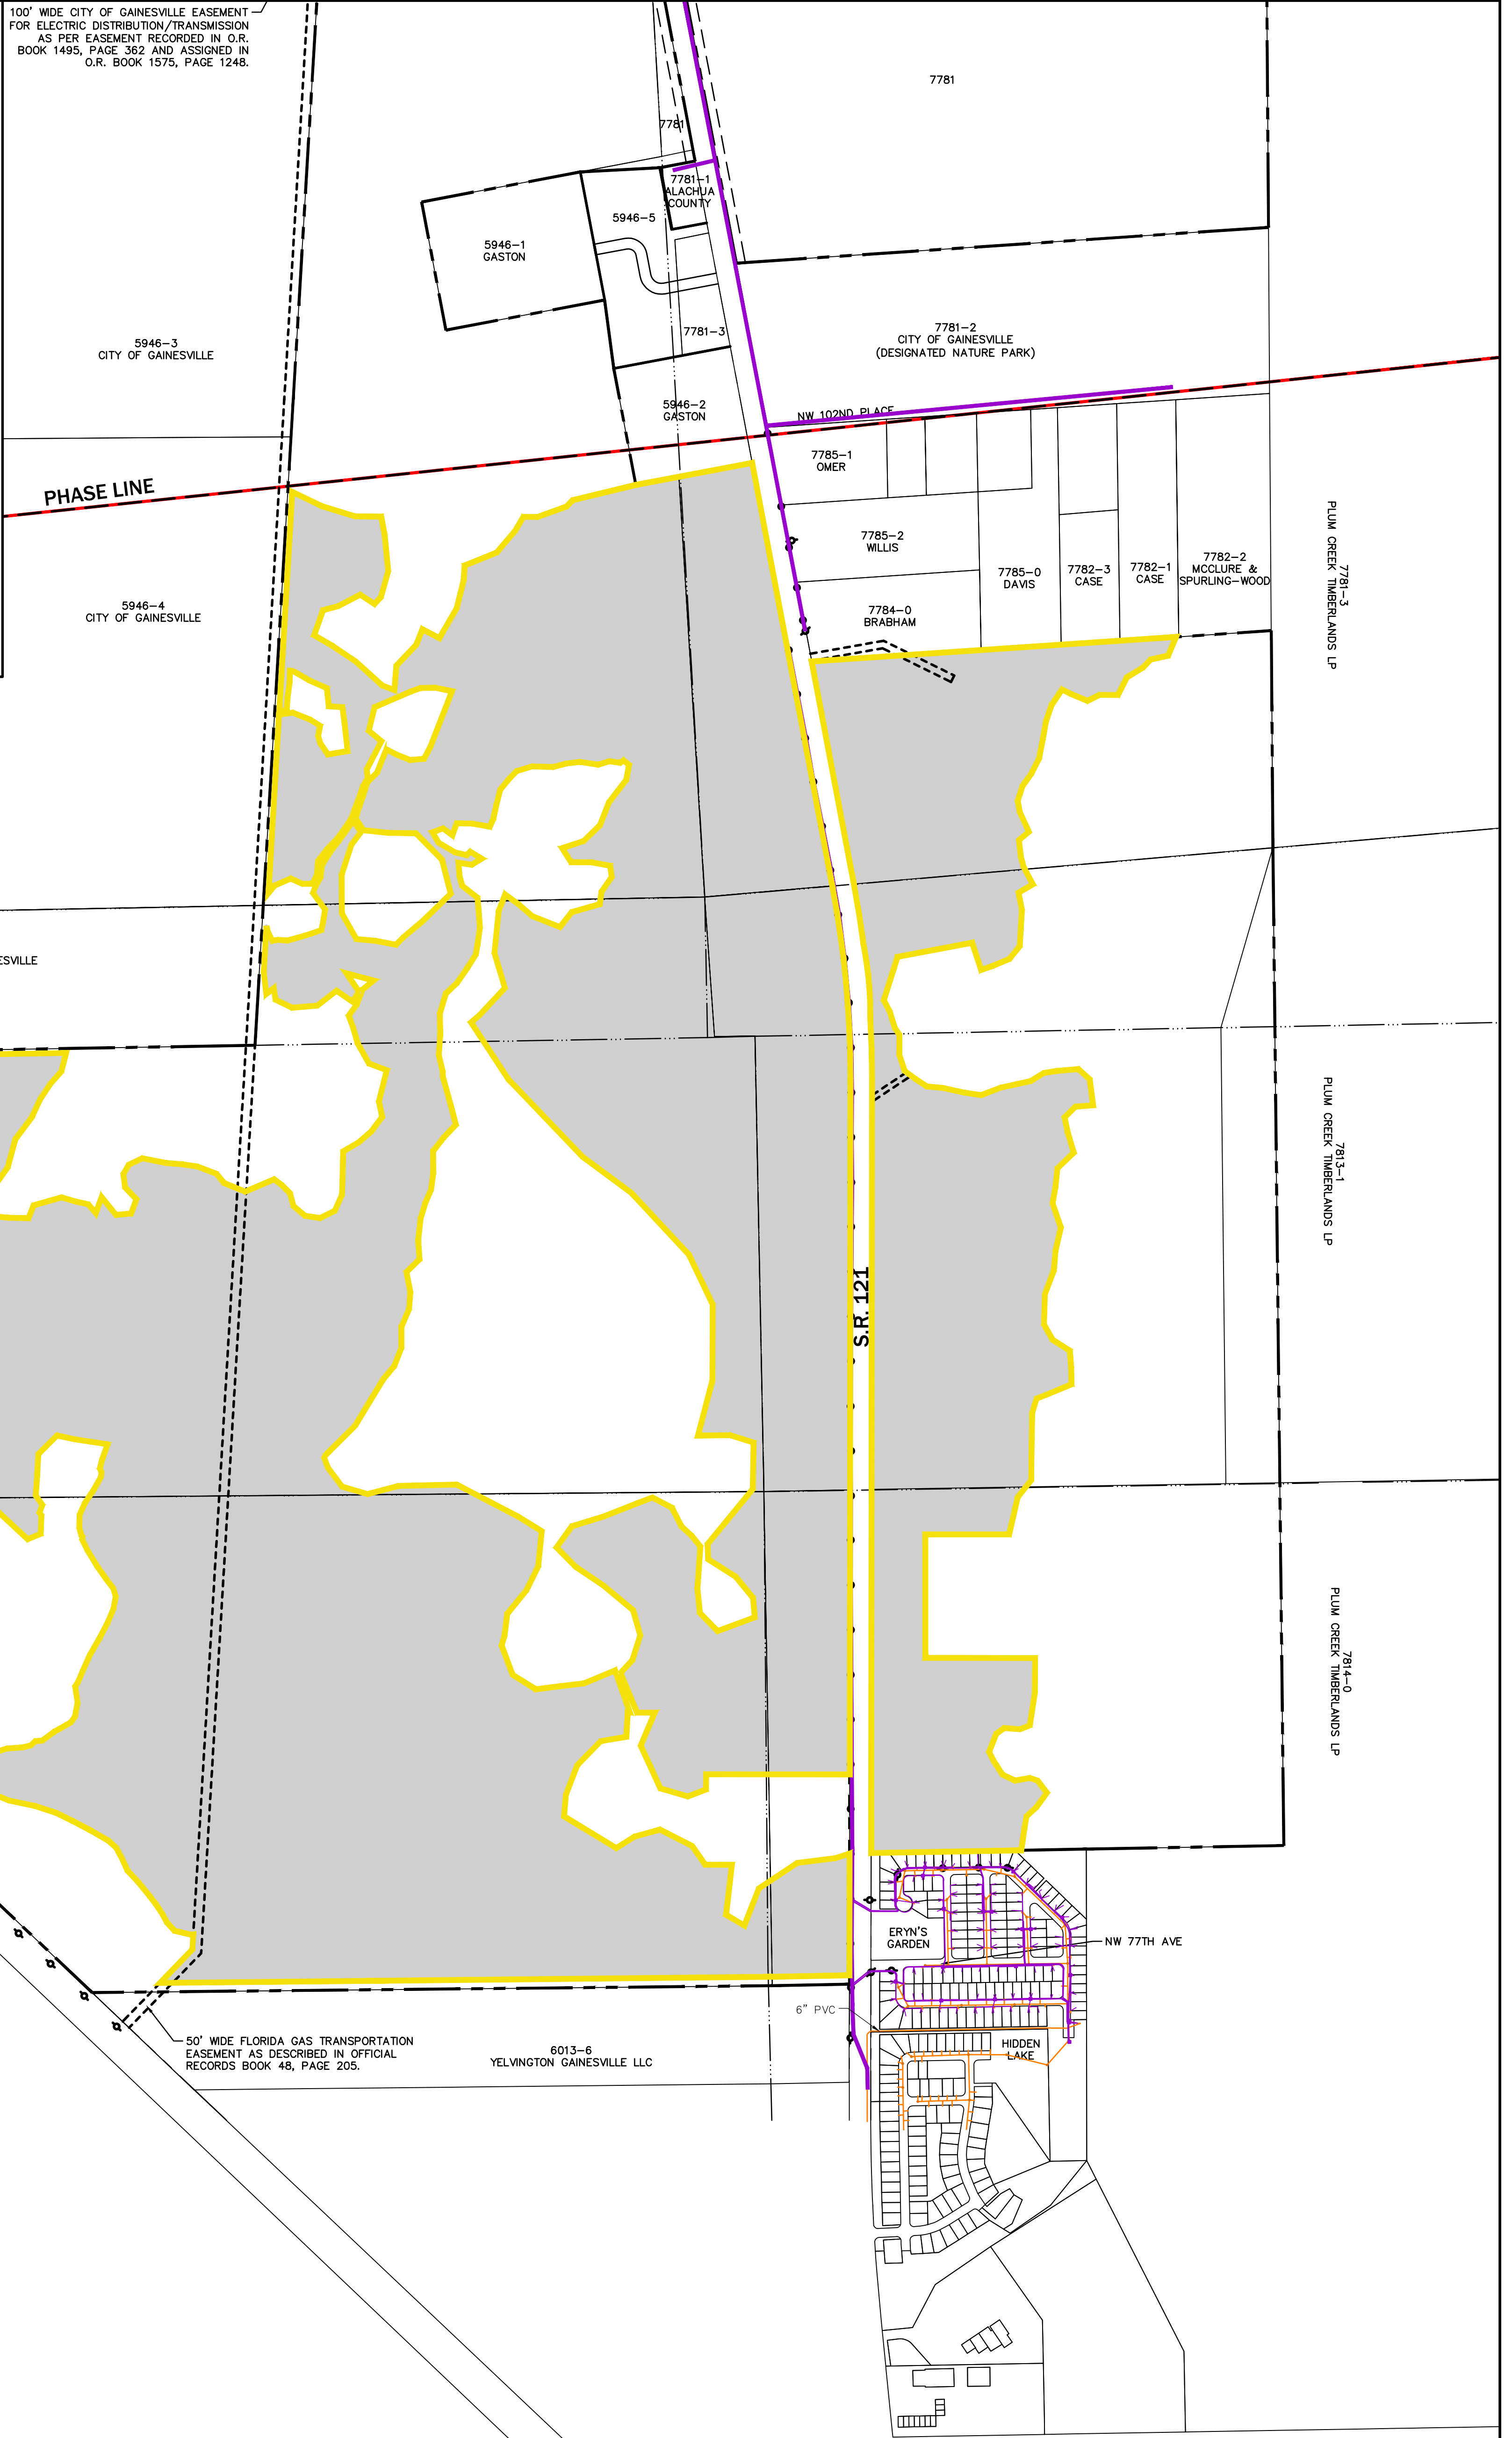 100' WIDE CITY OF GAINESVILLE EASEMENT
FOR ELECTRIC DISTRIBUTION/TRANSMISSION
AS PER EASEMENT RECORDED IN O.R.
BOOK 1495, PAGE 362 AND ASSIGNED IN
O.R. BOOK 1575, PAGE 1248.
7781
7781
7781-1
ALACHUA
COUNTY
5946-5
5946-1
GASTON
7781-3
7781-2
CITY OF GAINESVILLE
(DESIGNATED NATURE PARK)
5946-3
CITY OF GAINESVILLE
5946-2
GASTON
NW 102ND PLACE
7785-1
OMER
PHASE LINE
7785-2
WILLIS
7785-0
DAVIS
7782-3
CASE
7782-1
CASE
7782-2
MCCLURE &
SPURLING-WOOD
7781-3
PLUM CREEK TIMBERLANDS LP
5946-4
CITY OF GAINESVILLE
7784-0
BRABHAM
ESVILLE
7813-1
PLUM CREEK TIMBERLANDS LP
S.R. 121
7814-0
PLUM CREEK TIMBERLANDS LP
ERYN'S
GARDEN
NW 77TH AVE
6" PVC
HIDDEN
LAKE
50' WIDE FLORIDA GAS TRANSPORTATION
EASEMENT AS DESCRIBED IN OFFICIAL
RECORDS BOOK 48, PAGE 205.
6013-6
YELVINGTON GAINESVILLE LLC